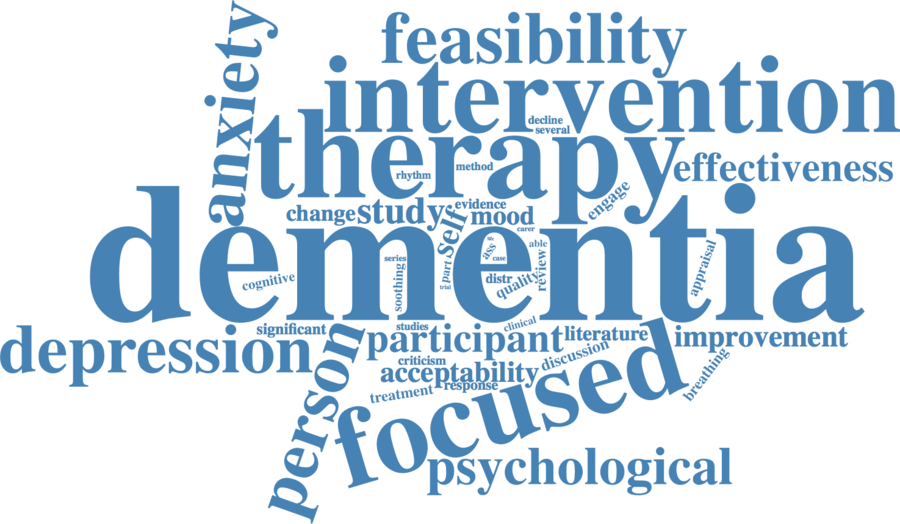 feasibility
anxiety
intervention
decline
several
therapy
method
rhythm
effectiveness
engage
evidence
change
study
self
mood
carer
dementia
able
ass
case
series
part
trial
soothing
cognitive
distr
quality
review
appraisal
clinical
studies
significant
depression
participant
literature
improvement
person
criticism
discussion
acceptability
response
treatment
breathing
focused
psychological